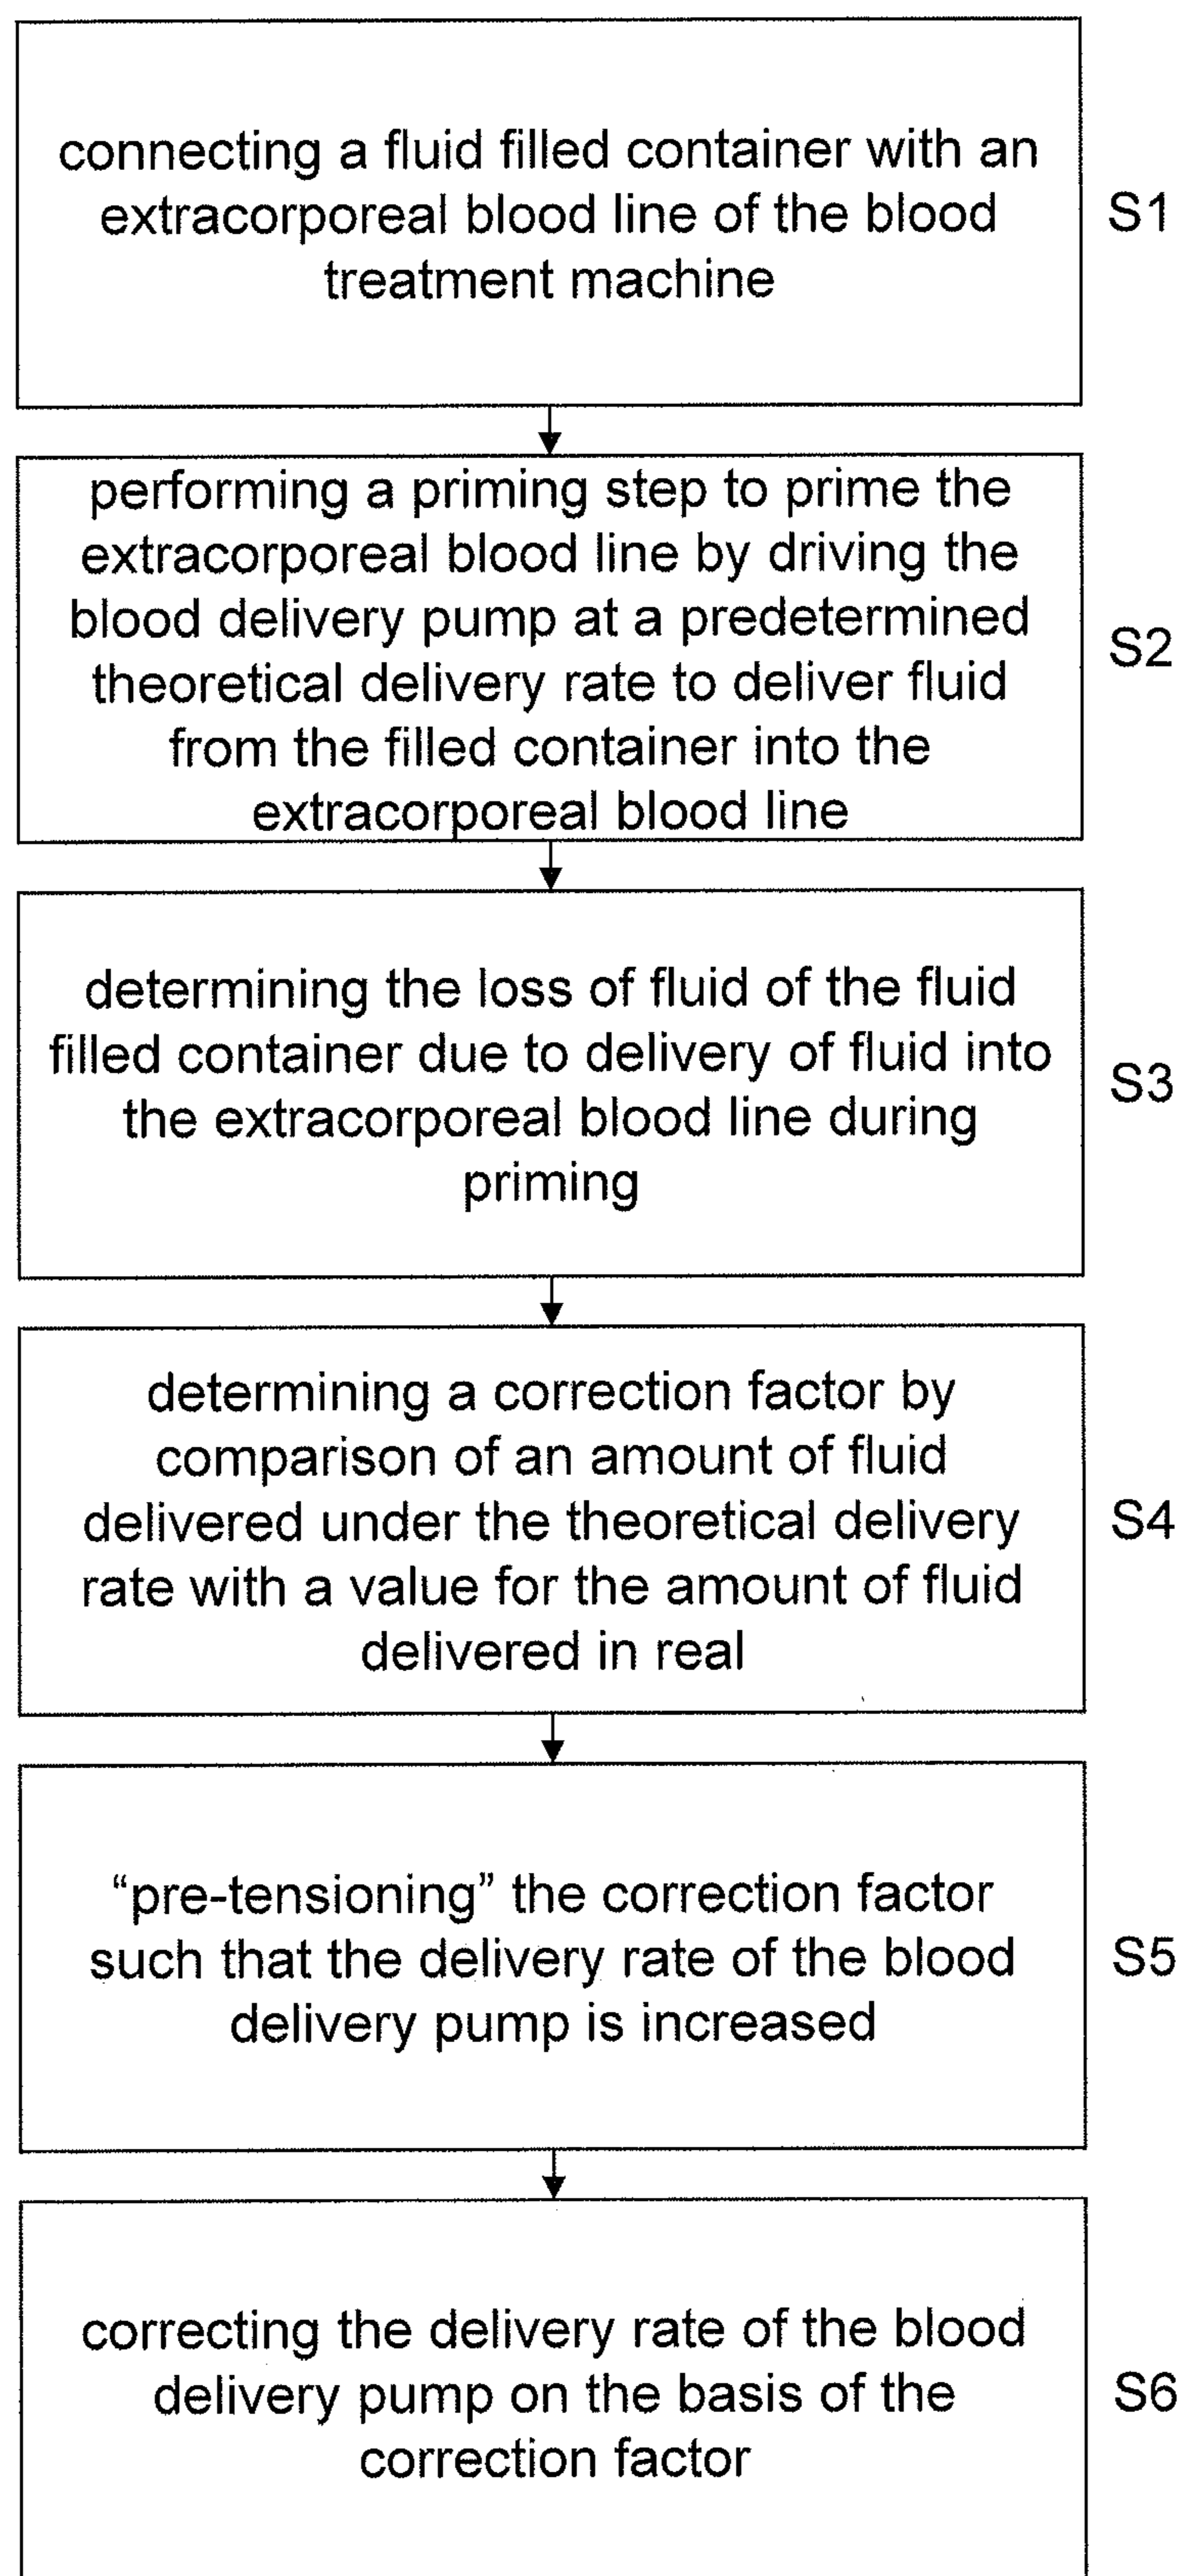 connecting a fluid filled container with an
extracorporeal blood line of the blood
treatment machine
S1
performing a priming step to prime the
extracorporeal blood line by driving the
blood delivery pump at a predetermined
theoretical delivery rate to deliver fluid
from the filled container into the
extracorporeal blood line
S2
determining the loss of fluid of the fluid
filled container due to delivery of fluid into
the extracorporeal blood line during
priming
S3
determining a correction factor by
comparison of an amount of fluid
delivered under the theoretical delivery
rate with a value for the amount of fluid
delivered in real
S4
“pre-tensioning” the correction factor
such that the delivery rate of the blood
delivery pump is increased
S5
correcting the delivery rate of the blood
delivery pump on the basis of the
correction factor
S6